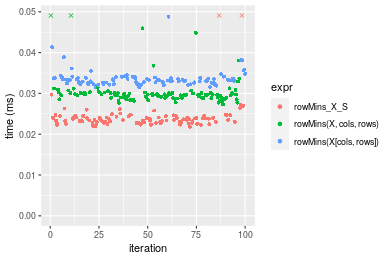 0.05
0.04
0.03
0.02
0.01
0.00
time (ms)
0
25
50
75
100
iteration
expr
rowMins_X_S
rowMins(X, cols, rows)
rowMins(X[cols, rows])